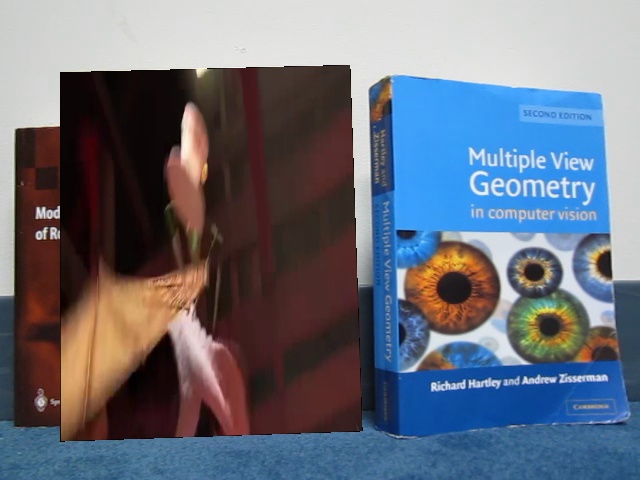 Mod
of Ro
Hartley and
Zisserman
Multiple View Geometry
SECOND EDITION
Multiple View
Geometry
in computer vision
Richard Hartley and Andrew Zisserman
CAMBRIDGE